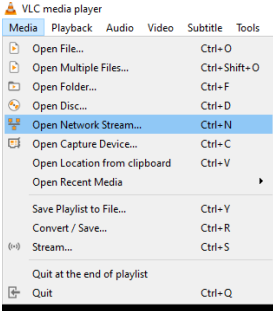 VLC media player
Media Playback Audio Video Subtitle Tools
Open File... Ctrl+O
Open Multiple Files... Ctrl+Shift+O
Open Folder... Ctrl+F
Open Disc... Ctrl+D
Open Network Stream... Ctrl+N
Open Capture Device... Ctrl+C
Open Location from clipboard Ctrl+V
Open Recent Media
Save Playlist to File... Ctrl+Y
Convert / Save... Ctrl+R
Stream... Ctrl+S
Quit at the end of playlist
Quit Ctrl+Q